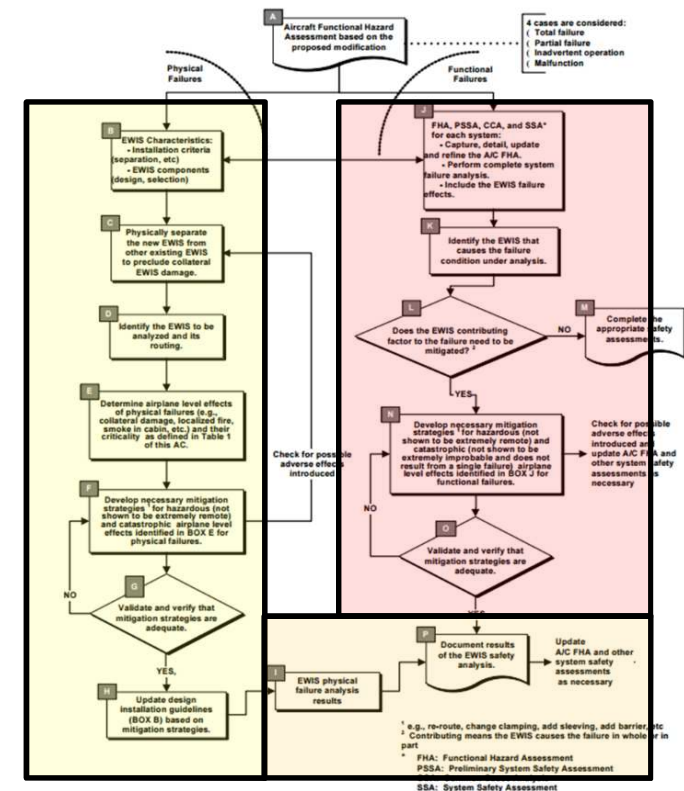 A
Aircraft Functional Hazard
Assessment based on the
proposed modification
4 cases are considered:
( Total failure
( Partial failure
( Inadvertent operation
( Malfunction
Physical
Failures
Functional
Failures
B
EWIS Characteristics:
- Installation criteria
(separation, etc)
- EWIS components
(design, selection)
C
Physically separate
the new EWIS from
other existing EWIS
to preclude collateral
EWIS damage.
D
Identify the EWIS to be
analyzed and its
routing.
E
Determine airplane level effects
of physical failures (e.g.,
collateral damage, localized fire,
smoke in cabin, etc.) and their
criticality as defined in Table 1
of this AC.
F
Develop necessary mitigation
strategies 1 for hazardous (not
shown to be extremely remote)
and catastrophic airplane level
effects identified in BOX E for
physical failures.
Check for possible
adverse effects
introduced
NO
G
Validate and verify that
mitigation strategies are
adequate.
YES,
H
Update design
installation guidelines
(BOX B) based on
mitigation strategies.
I
EWIS physical
failure analysis
results
J
FHA, PSSA, CCA, and SSA*
for each system:
- Capture, detail, update
and refine the A/C FHA.
- Perform complete system
failure analysis.
- Include the EWIS failure
effects.
K
Identify the EWIS that
causes the failure
condition under analysis.
L
Does the EWIS contributing
factor to the failure need to be
mitigated? 2
NO
M
Complete the
appropriate safety
assessments.
YES
N
Develop necessary mitigation
strategies 1 for hazardous (not
shown to be extremely remote) and
catastrophic (not shown to be
extremely improbable and does not
result from a single failure) airplane
level effects identified in BOX J for
functional failures.
Check for possible
adverse effects
introduced and
update A/C FHA and
other system safety
assessments as
necessary
NO
O
Validate and verify that
mitigation strategies are
adequate.
YES
P
Document results
of the EWIS safety
analysis.
Update
A/C FHA and other
system safety
assessments
as necessary
1 e.g., re-route, change clamping, add sleeving, add barrier, etc
2 Contributing means the EWIS causes the failure in whole or in
part
* FHA: Functional Hazard Assessment
PSSA: Preliminary System Safety Assessment
SSA: System Safety Assessment